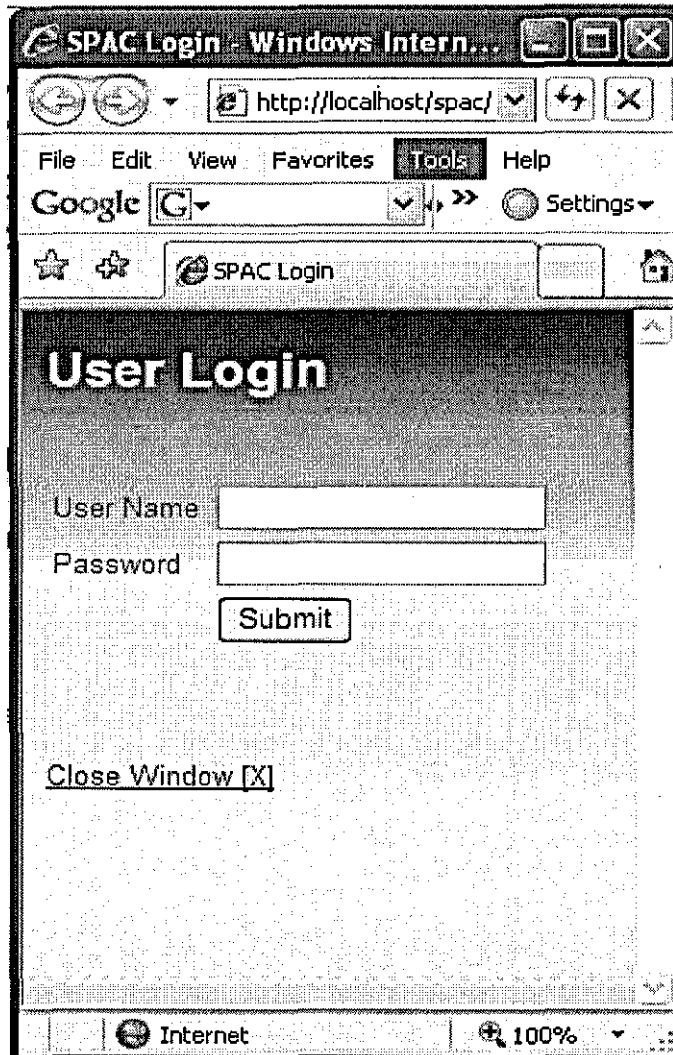 SPAC Login - Windows Intern...
http://localhost/spac/
File Edit View Favorites Tools Help
Google G Settings
SPAC Login
User Login
User Name
Password
Submit
Close Window [X]
Internet 100%